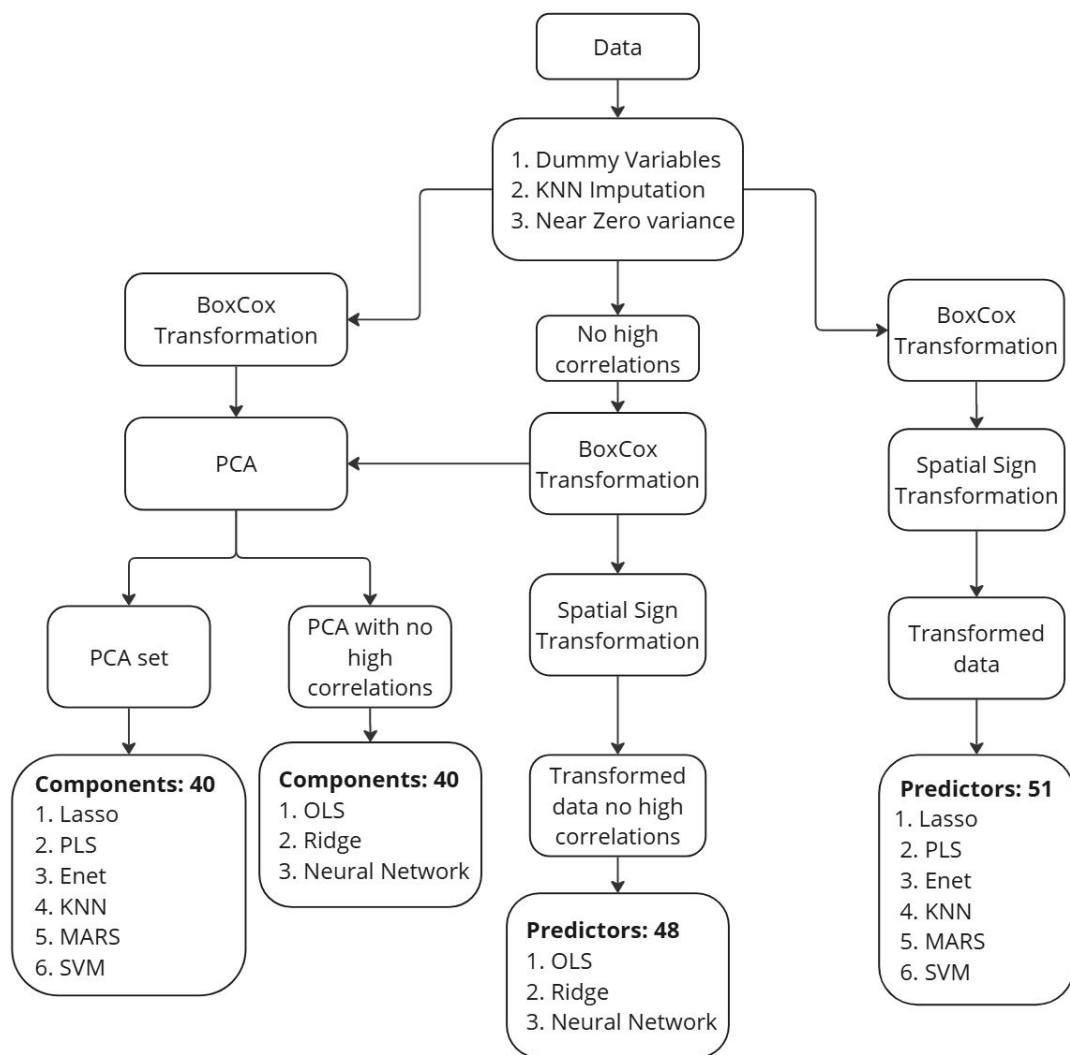 Data
1. Dummy Variables
2. KNN Imputation
3. Near Zero variance
BoxCox
Transformation
No high
correlations
BoxCox
Transformation
PCA
BoxCox
Transformation
Spatial Sign
Transformation
PCA set
PCA with no
high
correlations
Spatial Sign
Transformation
Transformed
data
Components: 40
1. Lasso
2. PLS
3. Enet
4. KNN
5. MARS
6. SVM
Components: 40
1. OLS
2. Ridge
3. Neural Network
Transformed
data no high
correlations
Predictors: 48
1. OLS
2. Ridge
3. Neural Network
Predictors: 51
1. Lasso
2. PLS
3. Enet
4. KNN
5. MARS
6. SVM